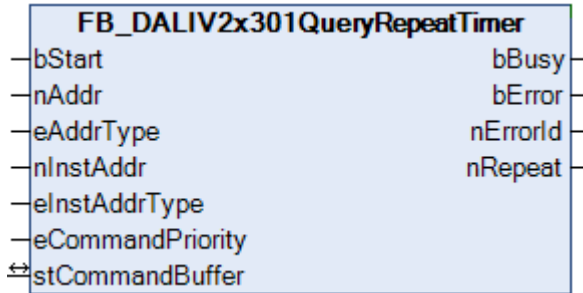 FB_DALIV2x301QueryRepeatTimer
bStart bBusy
nAddr bError
eAddrType nErrorId
nInstAddr nRepeat
eInstAddrType
eCommandPriority
stCommandBuffer